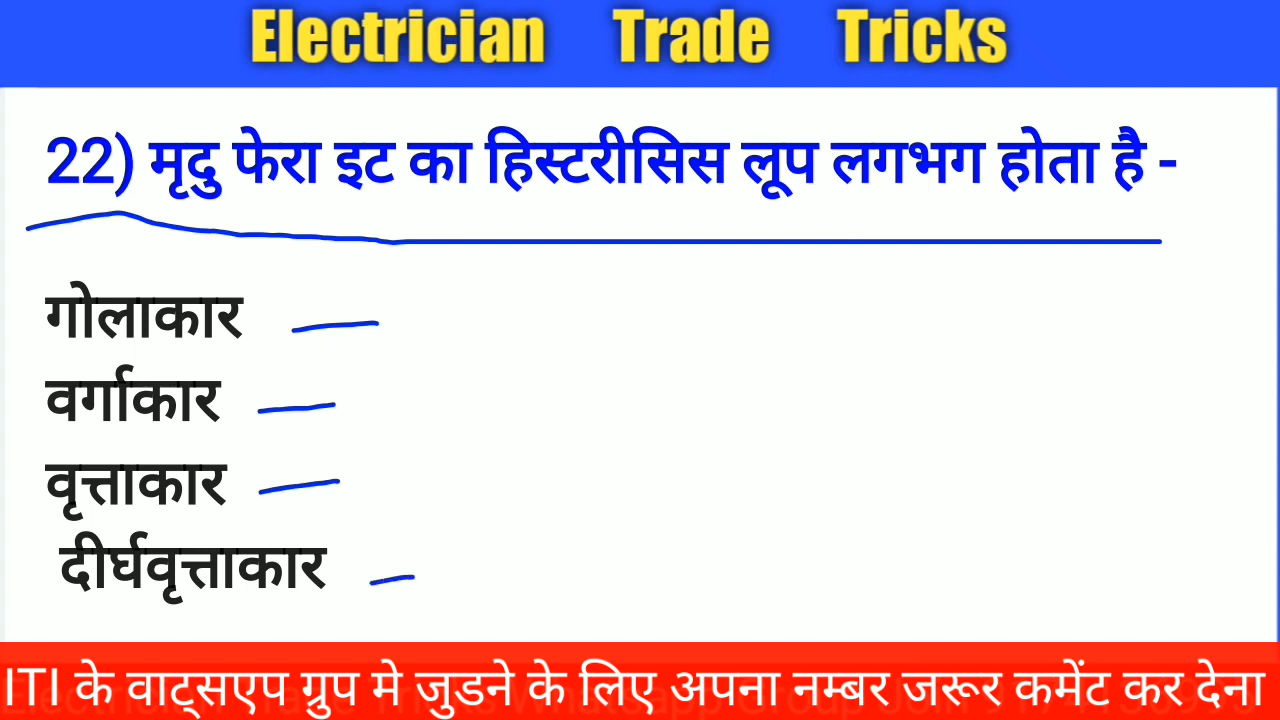 Electrician Trade Tricks
22) मृदु फेरा इट का हिस्टरीसिस लूप लगभग होता है -
गोलाकार
वर्गाकार
वृत्ताकार
दीर्घवृत्ताकार
ITI के वाट्सएप ग्रुप मे जुडने के लिए अपना नम्बर जरूर कमेंट कर देना